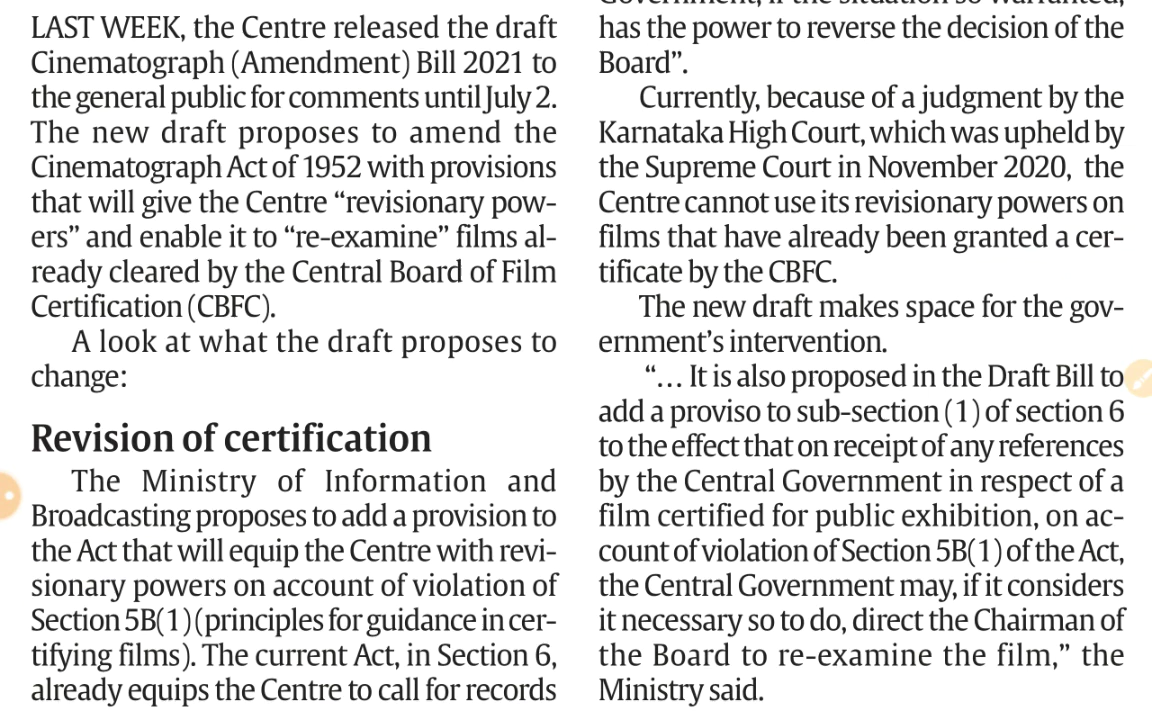 LAST WEEK, the Centre released the draft
Cinematograph (Amendment) Bill 2021 to
the general public for comments until July 2.
The new draft proposes to amend the
Cinematograph Act of 1952 with provisions
that will give the Centre “revisionary pow-
ers” and enable it to “re-examine” films al-
ready cleared by the Central Board of Film
Certification (CBFC).
A look at what the draft proposes to
change:
Revision of certification
The Ministry of Information and
Broadcasting proposes to add a provision to
the Act that will equip the Centre with revi-
sionary powers on account of violation of
Section 5B(1) (principles for guidance in cer-
tifying films). The current Act, in Section 6,
already equips the Centre to call for records
Government, if the situation so warranted,
has the power to reverse the decision of the
Board”.
Currently, because of a judgment by the
Karnataka High Court, which was upheld by
the Supreme Court in November 2020, the
Centre cannot use its revisionary powers on
films that have already been granted a cer-
tificate by the CBFC.
The new draft makes space for the gov-
ernment’s intervention.
“… It is also proposed in the Draft Bill to
add a proviso to sub-section (1) of section 6
to the effect that on receipt of any references
by the Central Government in respect of a
film certified for public exhibition, on ac-
count of violation of Section 5B(1) of the Act,
the Central Government may, if it considers
it necessary so to do, direct the Chairman of
the Board to re-examine the film,” the
Ministry said.